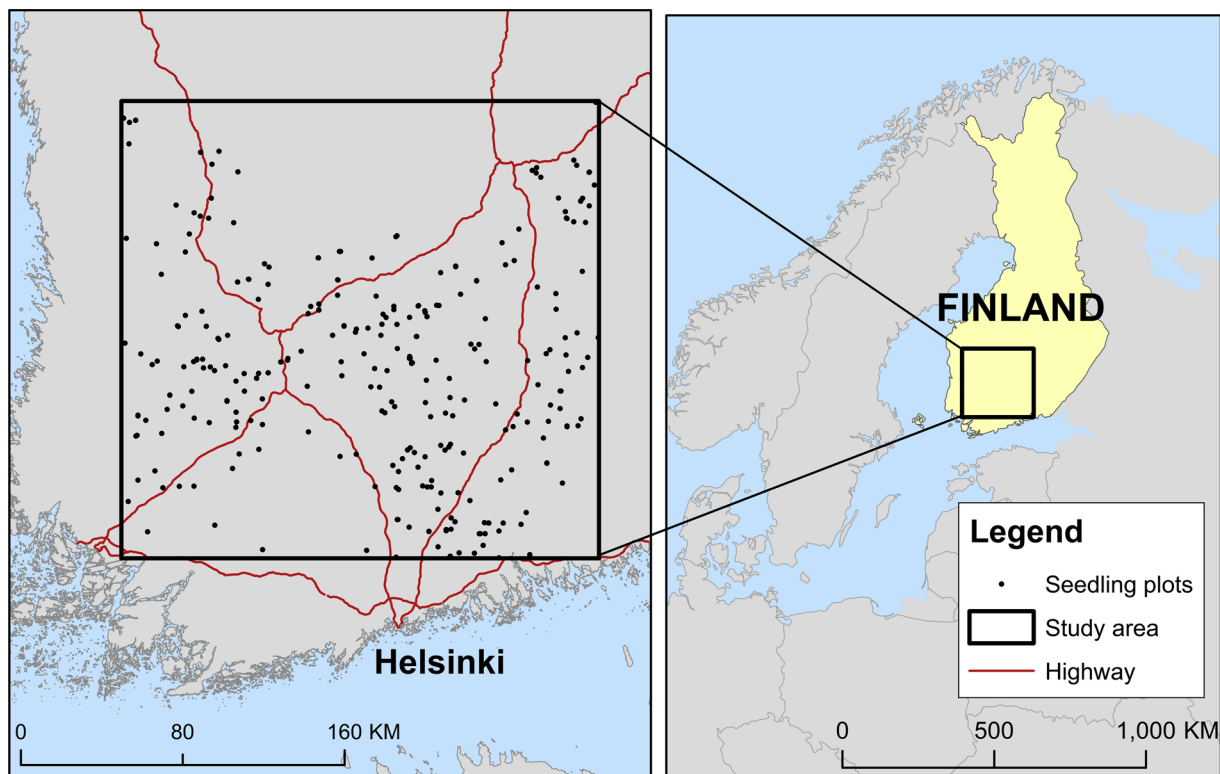 Helsinki
0 80 160 KM
FINLAND
Legend
Seedling plots
Study area
Highway
0 500 1,000 KM